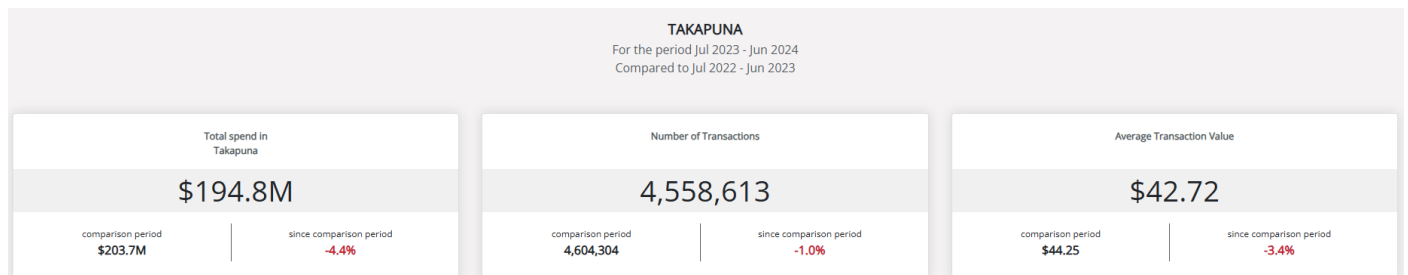 TAKAPUNA
For the period Jul 2023 - Jun 2024
Compared to Jul 2022 - Jun 2023
Total spend in
Takapuna
$194.8M
comparison period
$203.7M
since comparison period
-4.4%
Number of Transactions
4,558,613
comparison period
4,604,304
since comparison period
-1.0%
Average Transaction Value
$42.72
comparison period
$44.25
since comparison period
-3.4%